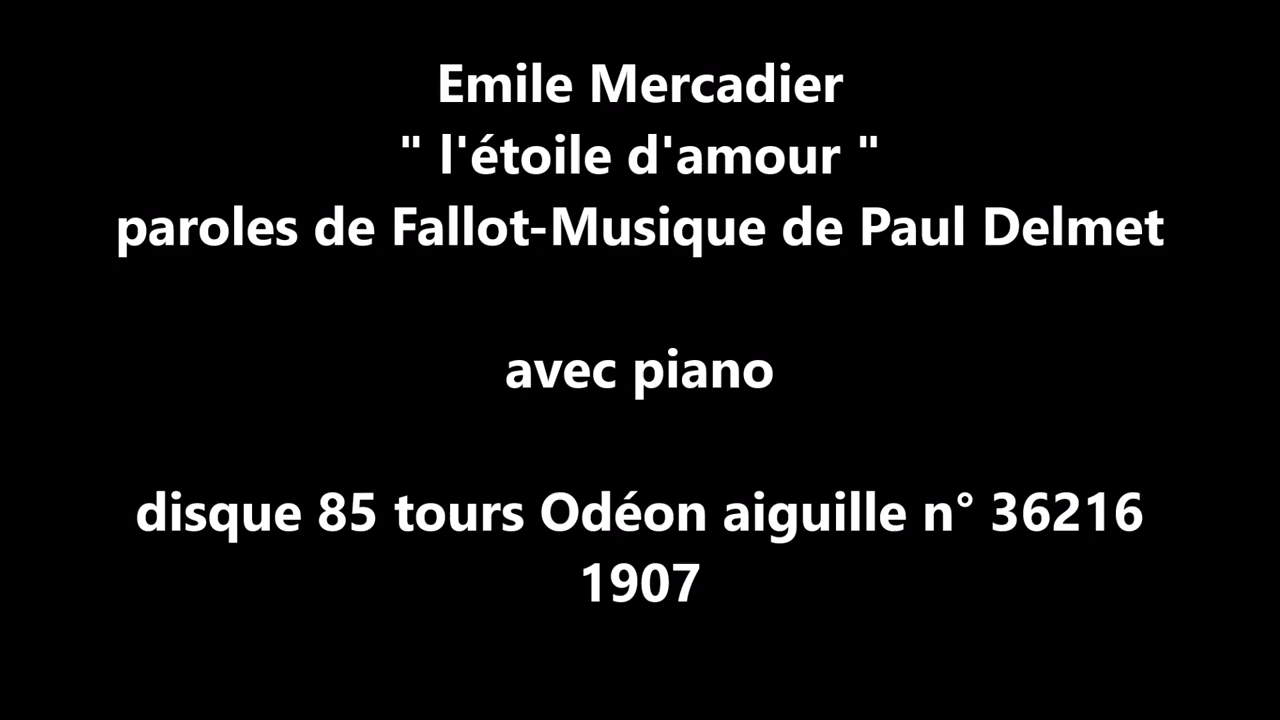 Emile Mercadier
" l'étoile d'amour "
paroles de Fallot-Musique de Paul Delmet
avec piano
disque 85 tours Odéon aiguille n° 36216
1907